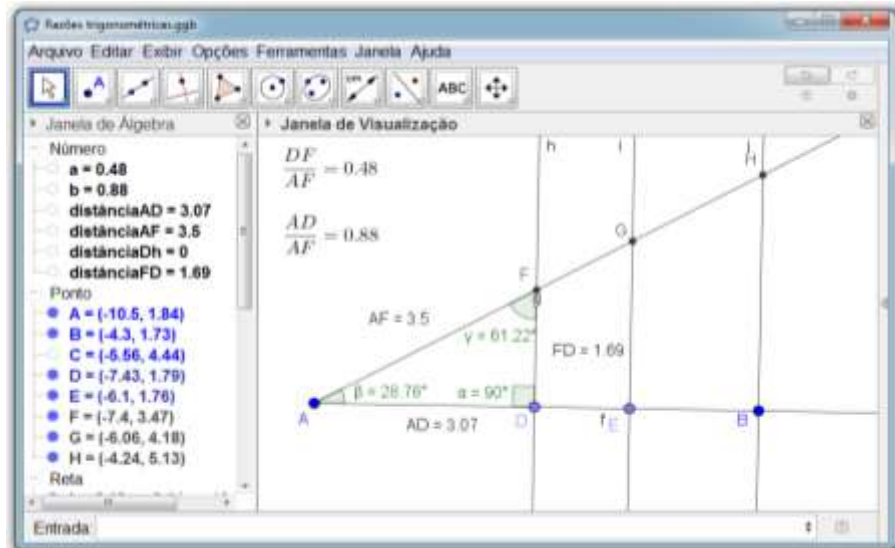 Razões trigonométricas.ggb
Arquivo Editar Exibir Opções Ferramentas Janela Ajuda
A
ABC
Janela de Álgebra
Janela de Visualização
Número
a = 0.48
b = 0.88
distânciaAD = 3.07
distânciaAF = 3.5
distânciaDh = 0
distânciaFD = 1.69
Ponto
A = (-10.5, 1.84)
B = (-4.3, 1.73)
C = (-5.56, 4.44)
D = (-7.43, 1.79)
E = (-6.1, 1.76)
F = (-7.4, 3.47)
G = (-6.06, 4.18)
H = (-4.24, 5.13)
Reta
DF/AF = 0.48
AD/AF = 0.88
h
i
j
H
G
F
AF = 3.5
γ = 61.22°
FD = 1.69
β = 28.76°
α = 90°
A
AD = 3.07
D
f
E
B
Entrada: